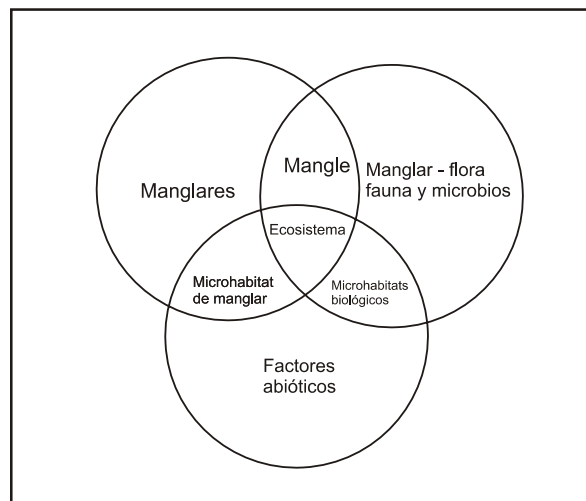 Mangle
Manglares
Manglar - flora
fauna y microbios
Ecosistema
Microhabitat
de manglar
Microhabitats
biológicos
Factores
abióticos